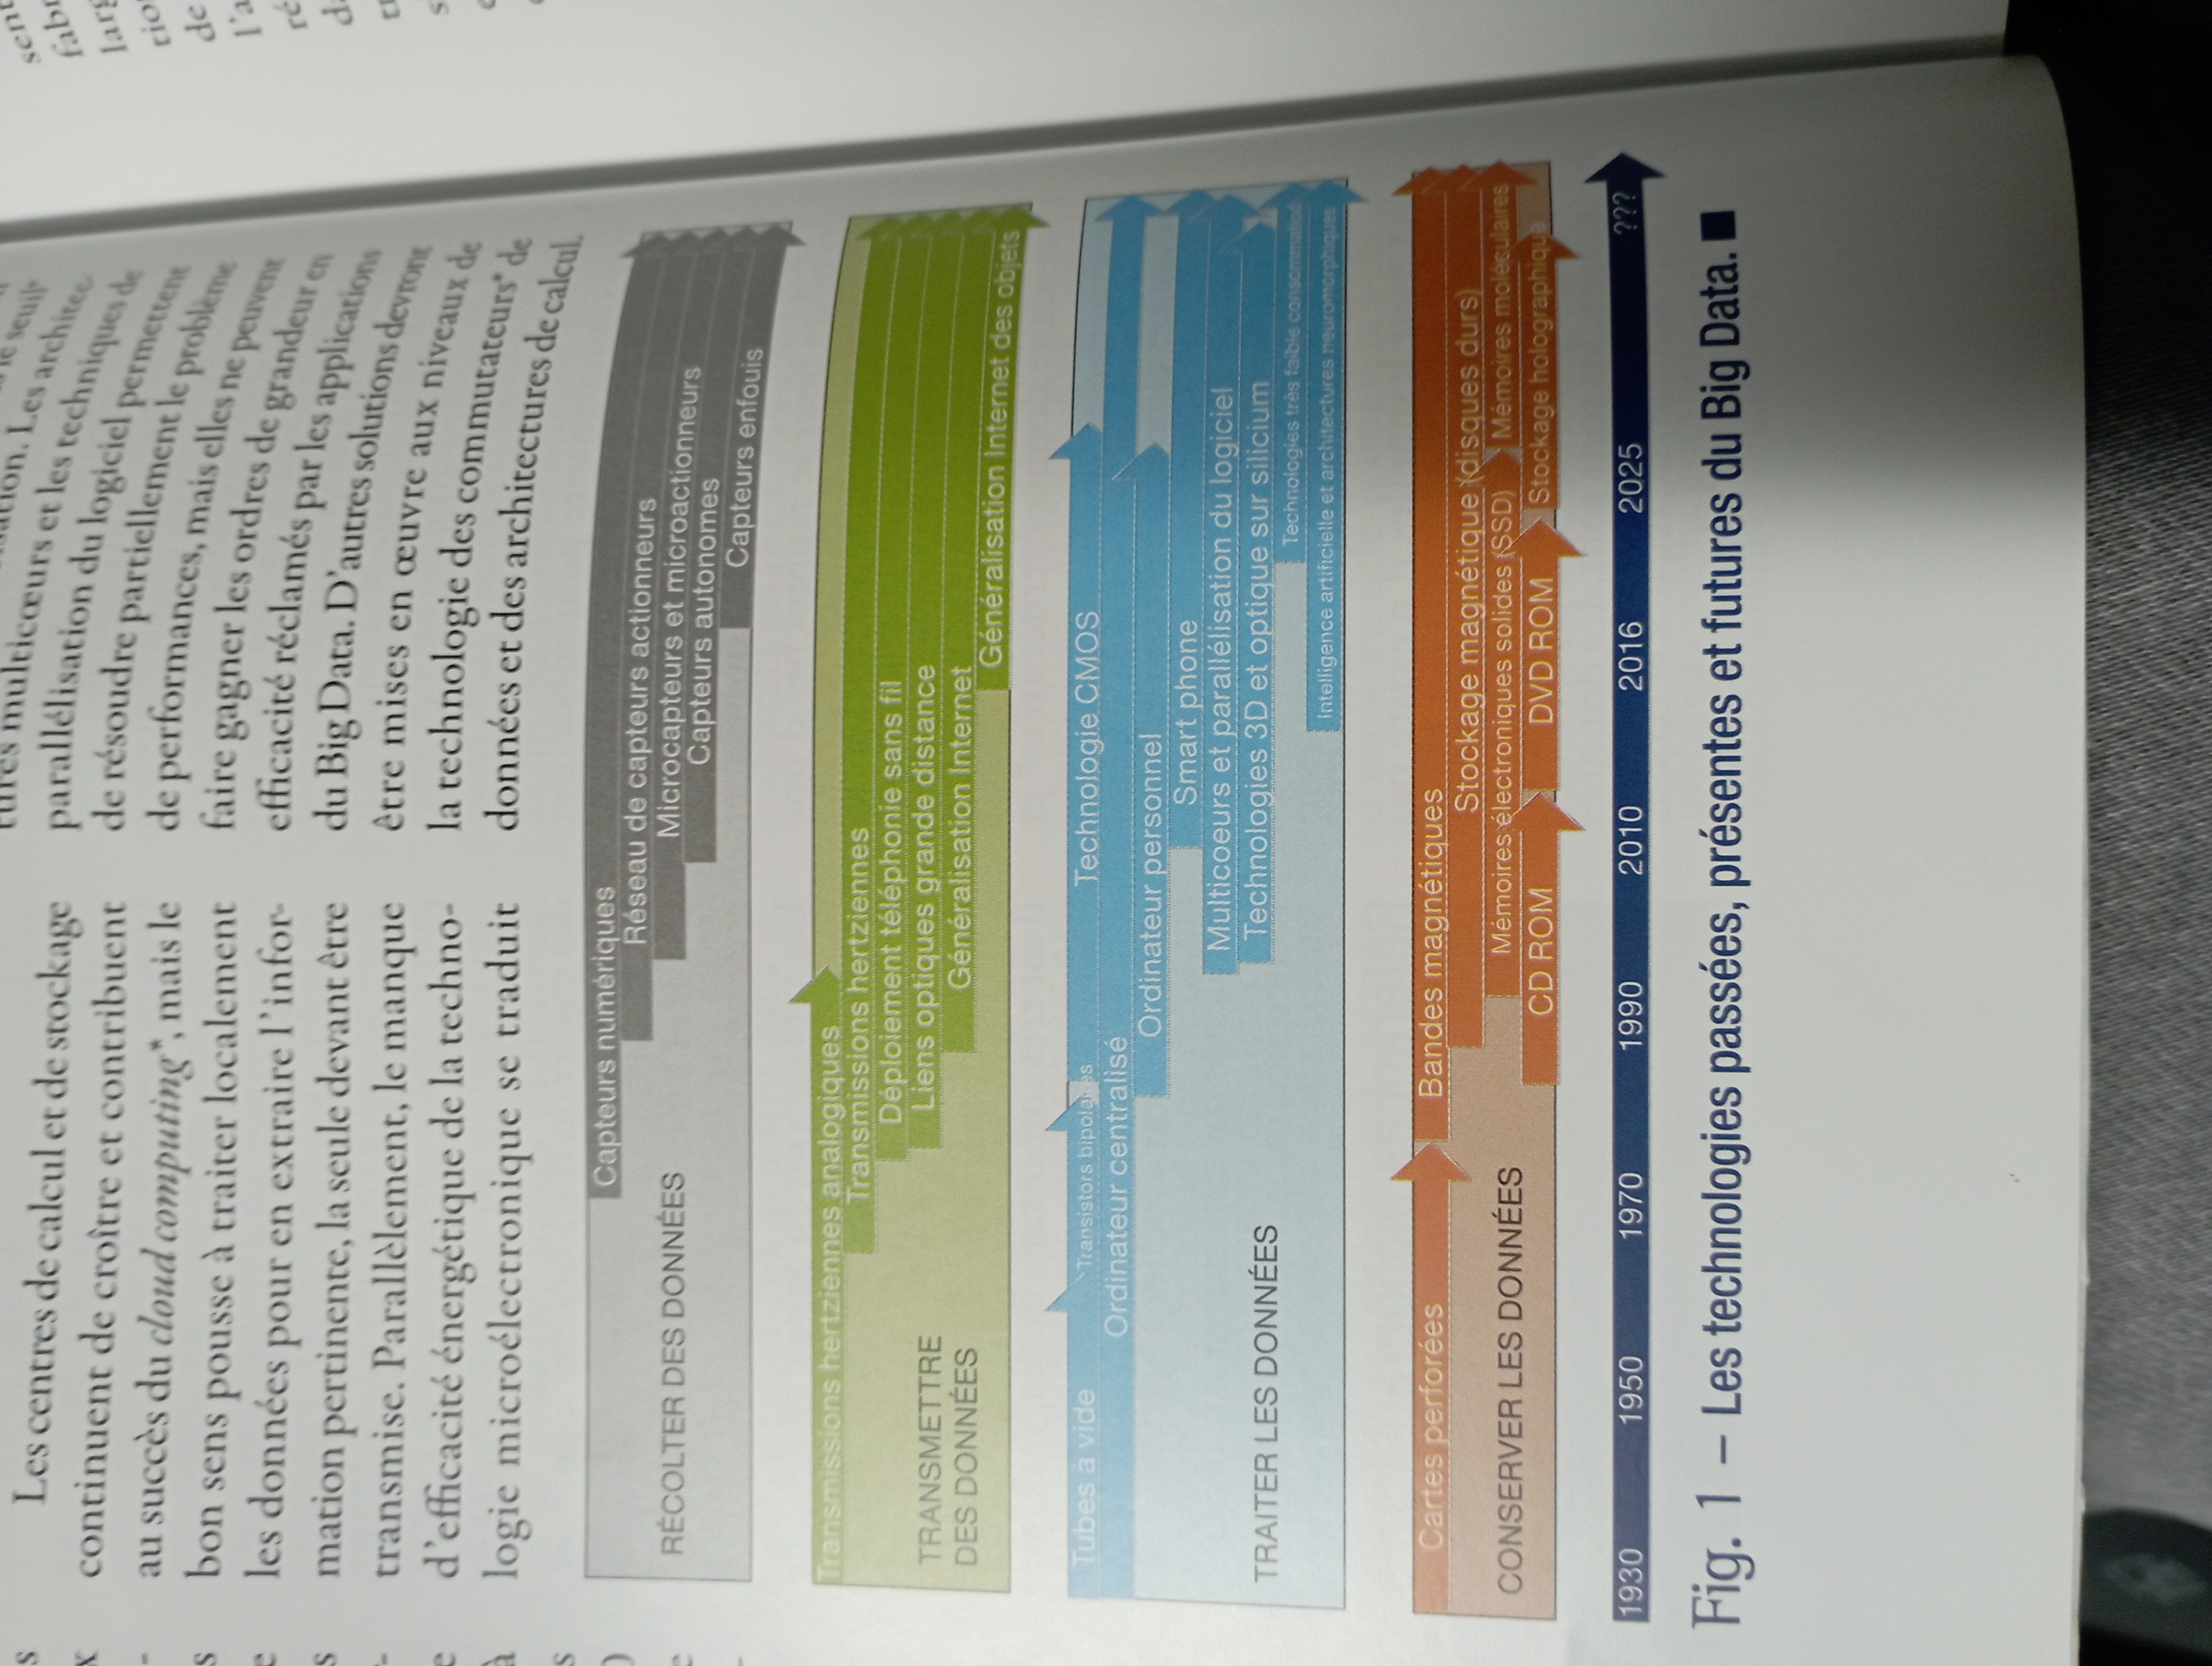 Les centres de calcul et de stockage
continuent de croître et contribuent
au succès du cloud computing*, mais le
bon sens pousse à traiter localement
les données pour en extraire l'infor-
mation pertinente, la seule devant être
transmise. Parallèlement, le manque
d'efficacité énergétique de la techno-
logie microélectronique se traduit
le seuil*
Les architec-
tures multicœurs et les techniques de
parallélisation du logiciel permettent
de résoudre partiellement le problème
de performances, mais elles ne peuvent
faire gagner les ordres de grandeur en
efficacité réclamés par les applications
du Big Data. D'autres solutions devront
être mises en œuvre aux niveaux de
la technologie des commutateurs* de
données et des architectures de calcul.
RÉCOLTER DES DONNÉES
Capteurs numériques
Réseau de capteurs actionneurs
Microcapteurs et microactionneurs
Capteurs autonomes
Capteurs enfouis
Transmissions hertziennes analogiques
Transmissions hertziennes
Déploiement téléphonie sans fil
Liens optiques grande distance
TRANSMETTRE
DES DONNÉES
Généralisation Internet
Généralisation Internet des objets
Tubes à vide
Transistors bipolaires
Technologie CMOS
Ordinateur centralisé
Ordinateur personnel
Smart phone
Multicoeurs et parallélisation du logiciel
Technologies 3D et optique sur silicium
TRAITER LES DONNÉES
Technologies très faible consommation
Intelligence artificielle et architectures neuromorphiques
Cartes perforées
Bandes magnétiques
Stockage magnétique (disques durs)
CONSERVER LES DONNÉES
Mémoires électroniques solides (SSD)
Mémoires moléculaires
CD ROM
DVD ROM
Stockage holographique
1930 1950 1970 1990 2010 2016 2025 ???
Fig. 1 – Les technologies passées, présentes et futures du Big Data. ■